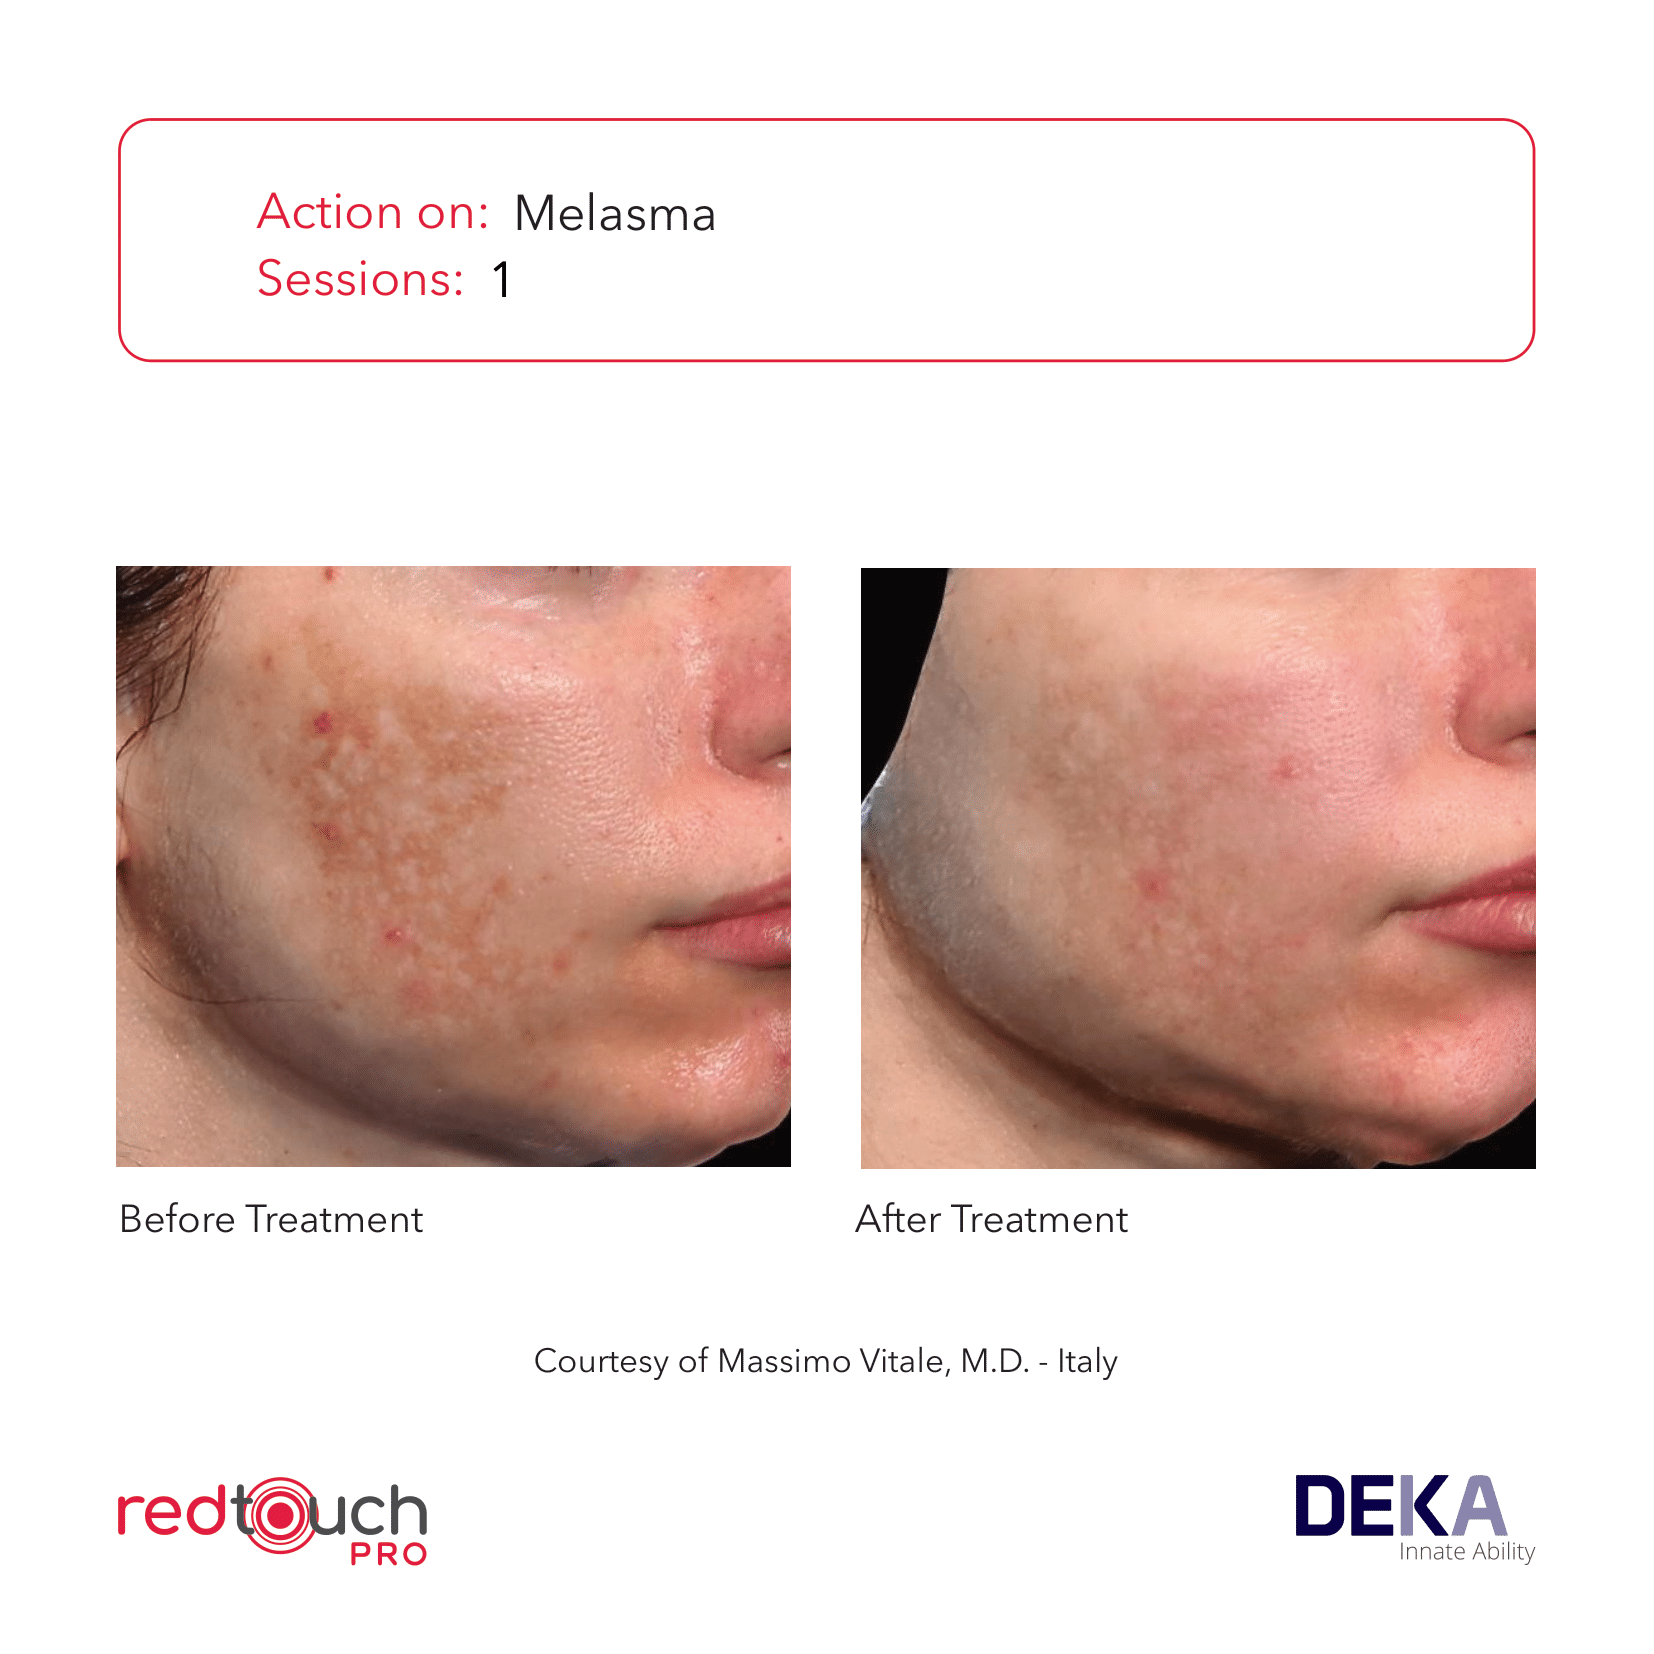 Action on: Melasma
Sessions: 1
Before Treatment
After Treatment
Courtesy of Massimo Vitale, M.D. - Italy
redtouch
PRO
DEKA
Innate Ability